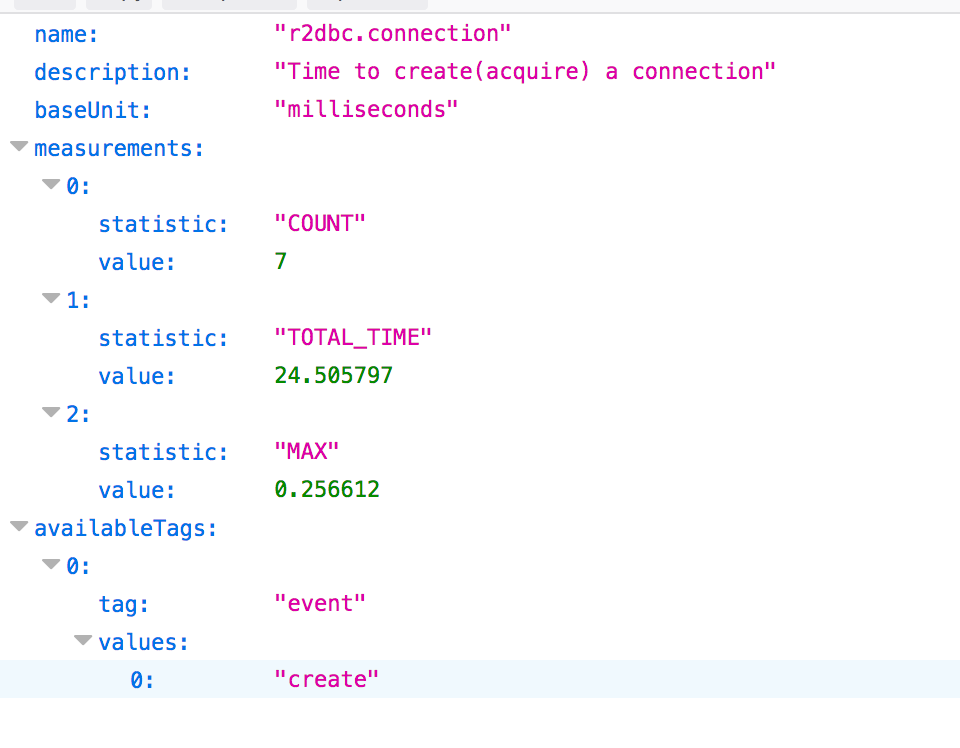 name: "r2dbc.connection"
description: "Time to create(acquire) a connection"
baseUnit: "milliseconds"
measurements:
0:
statistic: "COUNT"
value: 7
1:
statistic: "TOTAL_TIME"
value: 24.505797
2:
statistic: "MAX"
value: 0.256612
availableTags:
0:
tag: "event"
values:
0: "create"